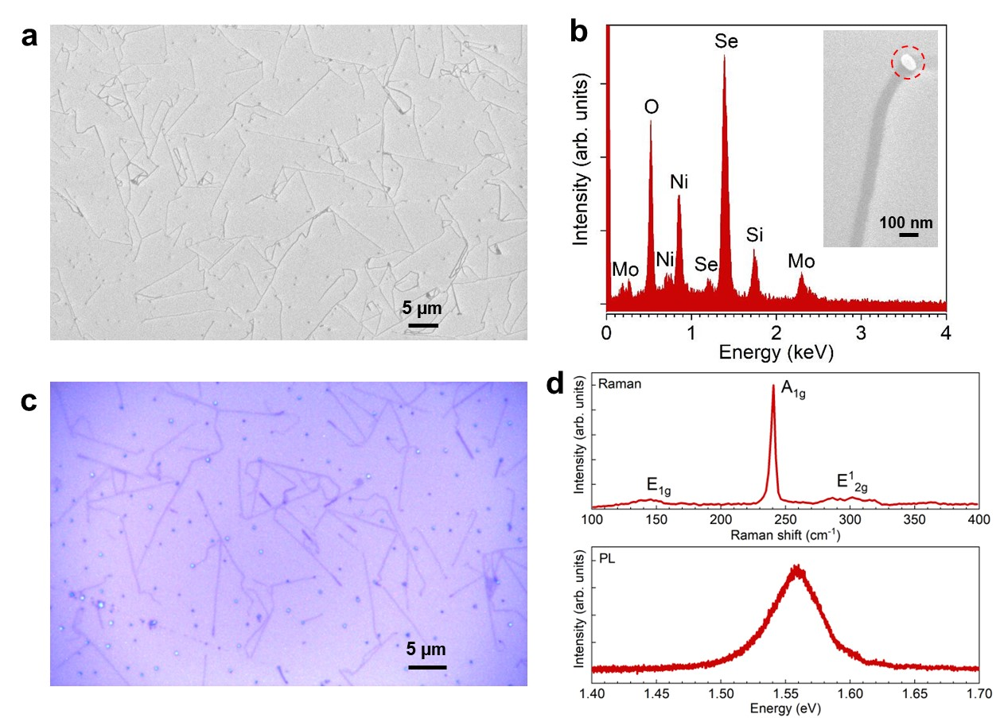 a
5 µm
b
Intensity (arb. units)
Mo
O
Ni
Ni
Se
Se
Si
Mo
100 nm
0 1 2 3 4
Energy (keV)
c
5 µm
d
Intensity (arb. units)
Raman
A1g
E1g
E12g
100 150 200 250 300 350 400
Raman shift (cm-1)
Intensity (arb. units)
PL
1.40 1.45 1.50 1.55 1.60 1.65 1.70
Energy (eV)